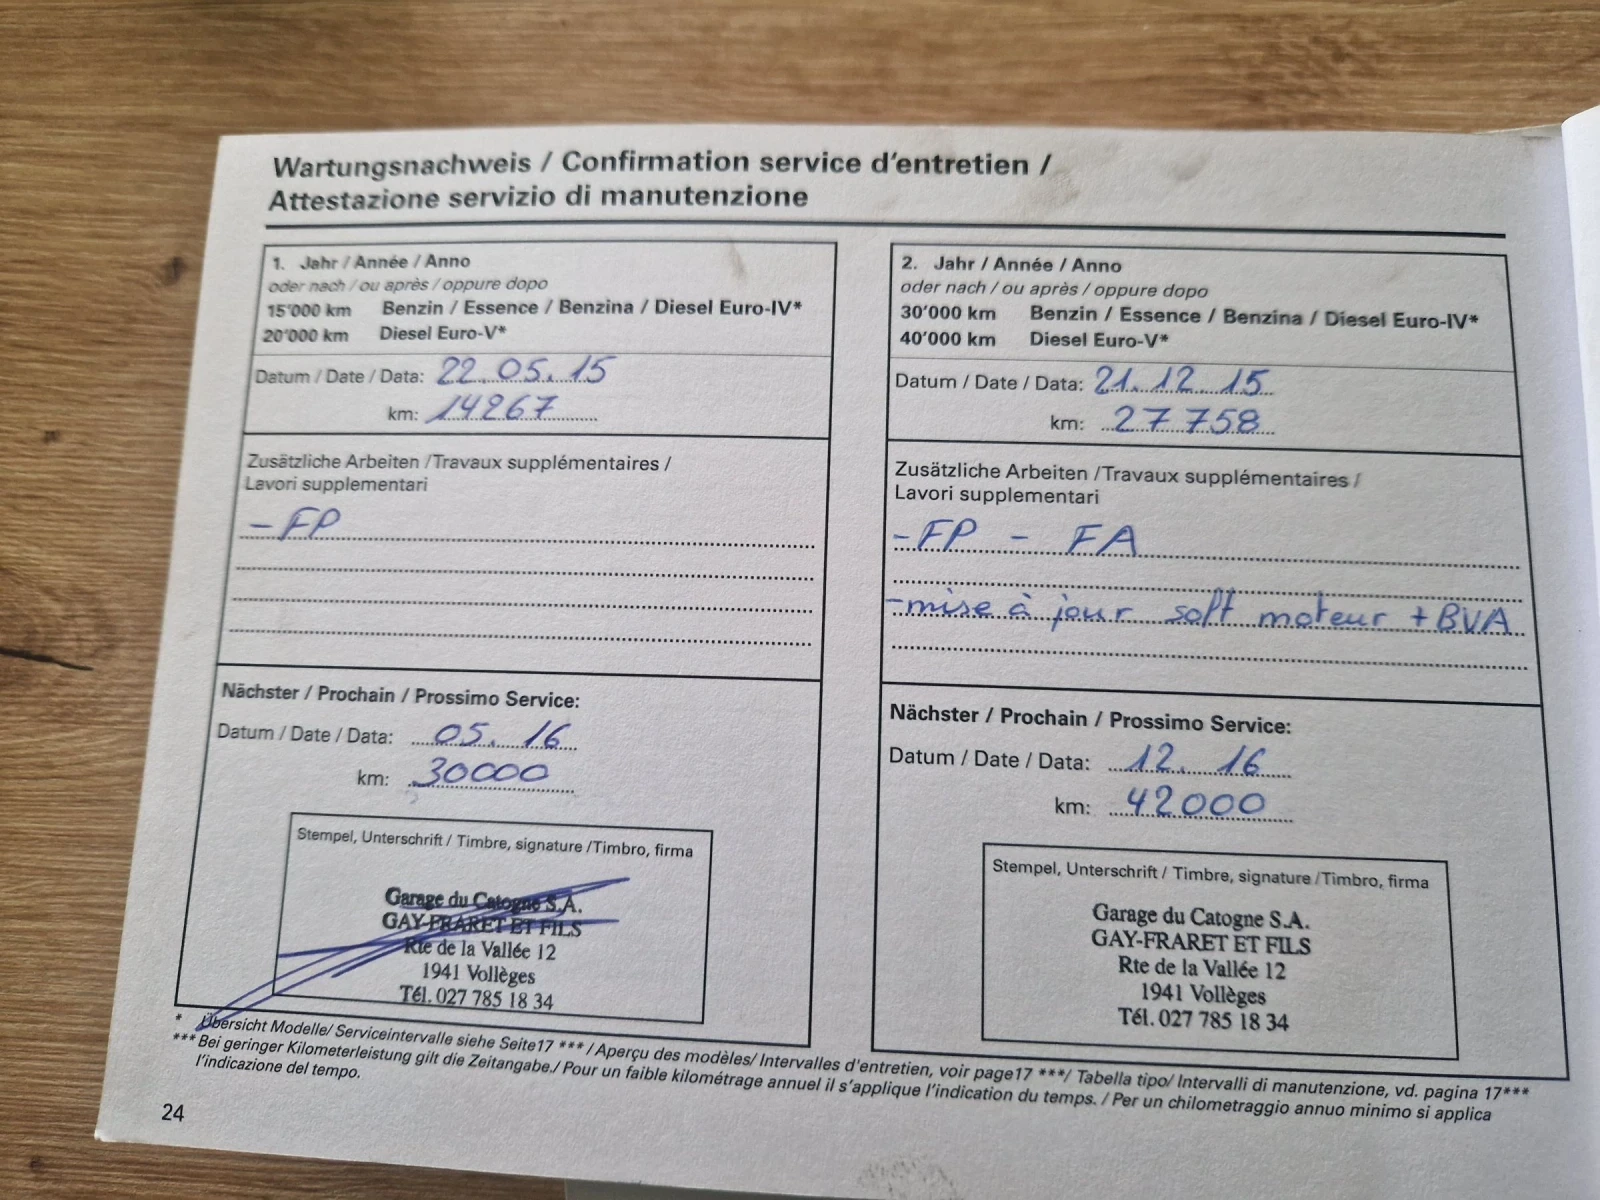 Wartungsnachweis / Confirmation service d'entretien /
Attestazione servizio di manutenzione
1. Jahr / Année / Anno
oder nach / ou après / oppure dopo
15'000 km Benzin / Essence / Benzina / Diesel Euro-IV*
20'000 km Diesel Euro-V*
Datum / Date / Data: 22.05.15
km: 14267
Zusätzliche Arbeiten /Travaux supplémentaires /
Lavori supplementari
- FP
Nächster / Prochain / Prossimo Service:
Datum / Date / Data: 05. 16
km: 30000
Stempel, Unterschrift / Timbre, signature /Timbro, firma
Garage du Catogne S.A.
GAY-FRARET ET FILS
Rte de la Vallée 12
1941 Vollèges
Tél. 027 785 18 34
2. Jahr / Année / Anno
oder nach / ou après / oppure dopo
30'000 km Benzin / Essence / Benzina / Diesel Euro-IV*
40'000 km Diesel Euro-V*
Datum / Date / Data: 21.12.15
km: 27758
Zusätzliche Arbeiten /Travaux supplémentaires /
Lavori supplementari
- FP - FA
- mise à jour soft moteur + BVA
Nächster / Prochain / Prossimo Service:
Datum / Date / Data: 12. 16
km: 42000
Stempel, Unterschrift / Timbre, signature /Timbro, firma
Garage du Catogne S.A.
GAY-FRARET ET FILS
Rte de la Vallée 12
1941 Vollèges
Tél. 027 785 18 34
* Übersicht Modelle/ Serviceintervalle siehe Seite17 *** / Aperçu des modèles/ Intervalles d'entretien, voir page17 ***/ Tabella tipo/ Intervalli di manutenzione, vd. pagina 17***
*** Bei geringer Kilometerleistung gilt die Zeitangabe./ Pour un faible kilométrage annuel il s'applique l'indication du temps. / Per un chilometraggio annuo minimo si applica
l'indicazione del tempo.
24